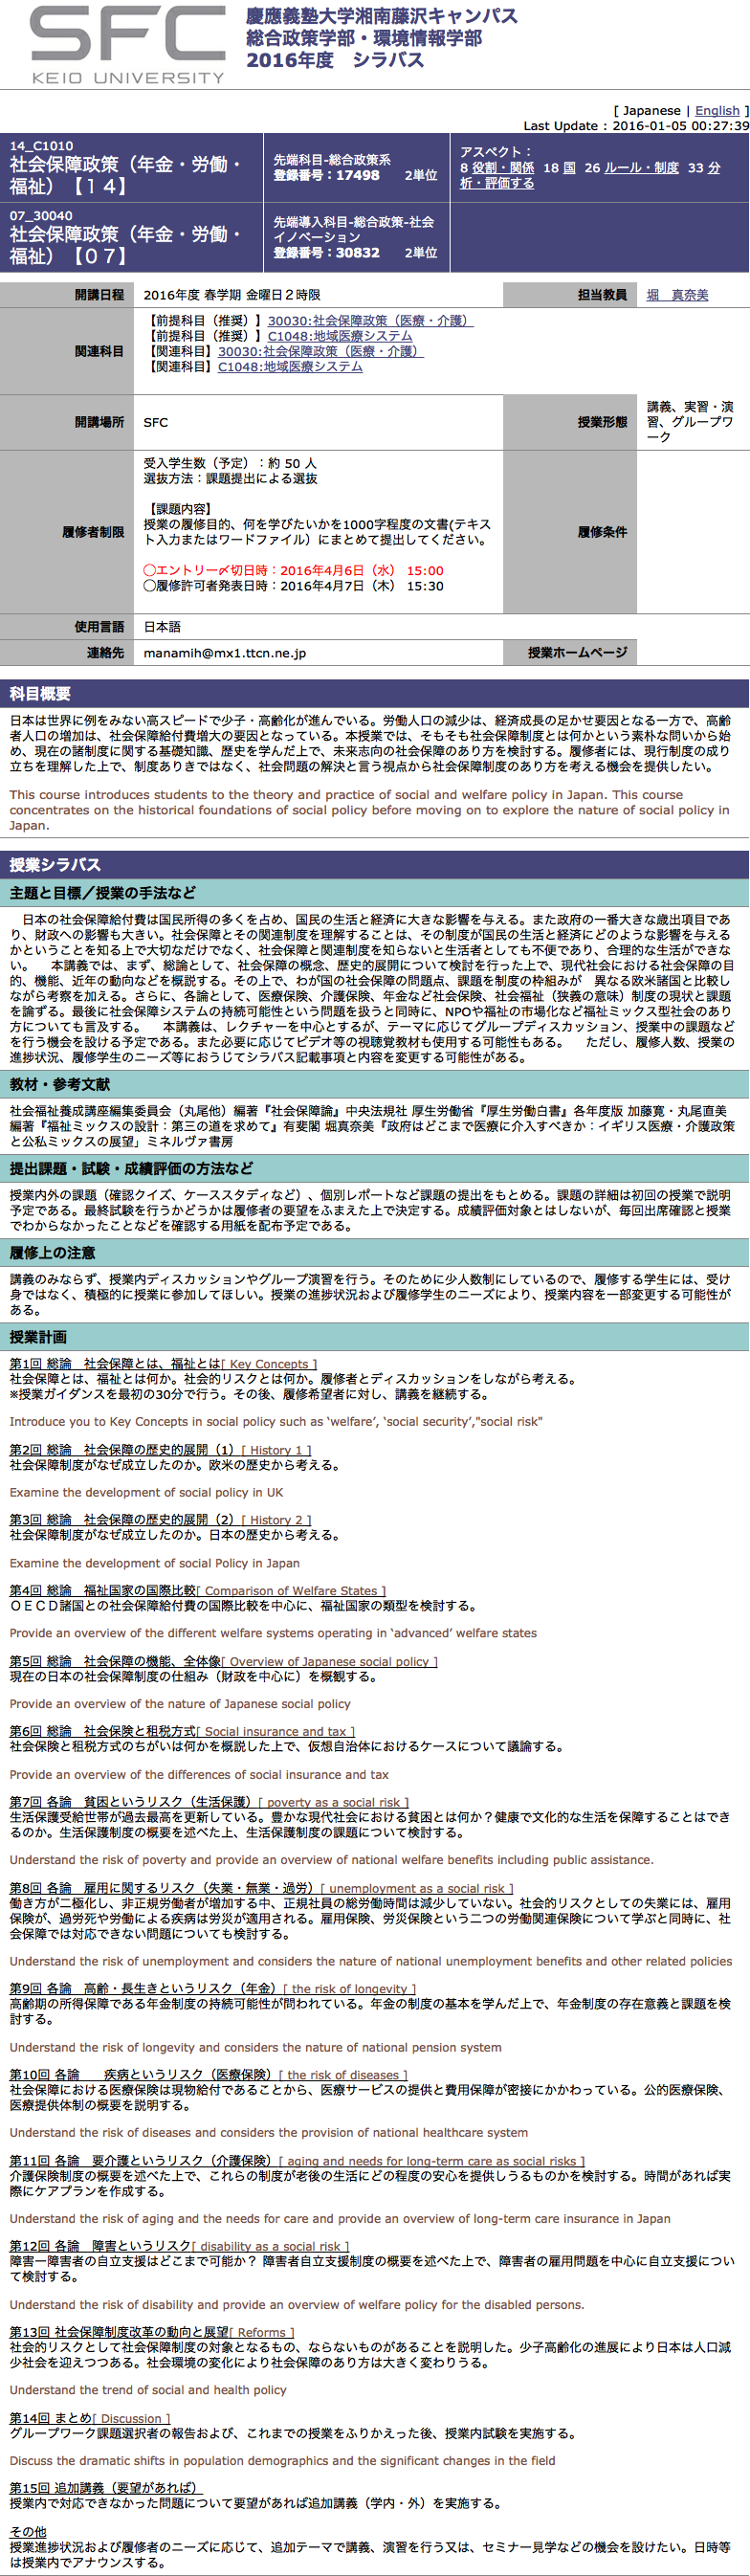 SFC
KEIO UNIVERSITY
慶應義塾大学湘南藤沢キャンパス
総合政策学部・環境情報学部
2016年度　シラバス
[ Japanese | English ]
Last Update : 2016-01-05 00:27:39
14_C1010
社会保障政策（年金・労働・
福祉）【１４】
先端科目-総合政策系
登録番号：17498　2単位
アスペクト：
8 役割・関係 18 国 26 ルール・制度 33 分
析・評価する
07_30040
社会保障政策（年金・労働・
福祉）【０７】
先端導入科目-総合政策-社会
イノベーション
登録番号：30832　2単位
開講日程
2016年度 春学期 金曜日２時限
担当教員
堀　真奈美
関連科目
【前提科目（推奨）】30030:社会保障政策（医療・介護）
【前提科目（推奨）】C1048:地域医療システム
【関連科目】30030:社会保障政策（医療・介護）
【関連科目】C1048:地域医療システム
開講場所
SFC
授業形態
講義、実習・演
習、グループワ
ーク
履修者制限
受入学生数（予定）：約 50 人
選抜方法：課題提出による選抜
【課題内容】
授業の履修目的、何を学びたいかを1000字程度の文書(テキス
ト入力またはワードファイル）にまとめて提出してください。
◯エントリー〆切日時：2016年4月6日（水） 15:00
◯履修許可者発表日時：2016年4月7日（木） 15:30
履修条件
使用言語
日本語
連絡先
manamih@mx1.ttcn.ne.jp
授業ホームページ
科目概要
日本は世界に例をみない高スピードで少子・高齢化が進んでいる。労働人口の減少は、経済成長の足かせ要因となる一方で、高齢
者人口の増加は、社会保障給付費増大の要因となっている。本授業では、そもそも社会保障制度とは何かという素朴な問いから始
め、現在の諸制度に関する基礎知識、歴史を学んだ上で、未来志向の社会保障のあり方を検討する。履修者には、現行制度の成り
立ちを理解した上で、制度ありきではなく、社会問題の解決と言う視点から社会保障制度のあり方を考える機会を提供したい。
This course introduces students to the theory and practice of social and welfare policy in Japan. This course
concentrates on the historical foundations of social policy before moving on to explore the nature of social policy in
Japan.
授業シラバス
主題と目標／授業の手法など
　日本の社会保障給付費は国民所得の多くを占め、国民の生活と経済に大きな影響を与える。また政府の一番大きな歳出項目であ
り、財政への影響も大きい。社会保障とその関連制度を理解することは、その制度が国民の生活と経済にどのような影響を与える
かということを知る上で大切なだけでなく、社会保障と関連制度を知らないと生活者としても不便であり、合理的な生活ができな
い。　本講義では、まず、総論として、社会保障の概念、歴史的展開について検討を行った上で、現代社会における社会保障の目
的、機能、近年の動向などを概説する。その上で、わが国の社会保障の問題点、課題を制度の枠組みが　異なる欧米諸国と比較し
ながら考察を加える。さらに、各論として、医療保険、介護保険、年金など社会保険、社会福祉（狭義の意味）制度の現状と課題
を論ずる。最後に社会保障システムの持続可能性という問題を扱うと同時に、NPOや福祉の市場化など福祉ミックス型社会のあり
方についても言及する。　本講義は、レクチャーを中心とするが、テーマに応じてグループディスカッション、授業中の課題など
を行う機会を設ける予定である。また必要に応じてビデオ等の視聴覚教材も使用する可能性もある。　ただし、履修人数、授業の
進捗状況、履修学生のニーズ等におうじてシラバス記載事項と内容を変更する可能性がある。
教材・参考文献
社会福祉養成講座編集委員会（丸尾他）編著『社会保障論』中央法規社 厚生労働省『厚生労働白書』各年度版 加藤寛・丸尾直美
編著『福祉ミックスの設計：第三の道を求めて』有斐閣 堀真奈美『政府はどこまで医療に介入すべきか：イギリス医療・介護政策
と公私ミックスの展望」ミネルヴァ書房
提出課題・試験・成績評価の方法など
授業内外の課題（確認クイズ、ケーススタディなど）、個別レポートなど課題の提出をもとめる。課題の詳細は初回の授業で説明
予定である。最終試験を行うかどうかは履修者の要望をふまえた上で決定する。成績評価対象とはしないが、毎回出席確認と授業
でわからなかったことなどを確認する用紙を配布予定である。
履修上の注意
講義のみならず、授業内ディスカッションやグループ演習を行う。そのために少人数制にしているので、履修する学生には、受け
身ではなく、積極的に授業に参加してほしい。授業の進捗状況および履修学生のニーズにより、授業内容を一部変更する可能性が
ある。
授業計画
第1回 総論　社会保障とは、福祉とは[ Key Concepts ]
社会保障とは、福祉とは何か。社会的リスクとは何か。履修者とディスカッションをしながら考える。
※授業ガイダンスを最初の30分で行う。その後、履修希望者に対し、講義を継続する。
Introduce you to Key Concepts in social policy such as ‘welfare’, ‘social security’,"social risk"
第2回 総論　社会保障の歴史的展開（1）[ History 1 ]
社会保障制度がなぜ成立したのか。欧米の歴史から考える。
Examine the development of social policy in UK
第3回 総論　社会保障の歴史的展開（2）[ History 2 ]
社会保障制度がなぜ成立したのか。日本の歴史から考える。
Examine the development of social Policy in Japan
第4回 総論　福祉国家の国際比較[ Comparison of Welfare States ]
ＯＥＣＤ諸国との社会保障給付費の国際比較を中心に、福祉国家の類型を検討する。
Provide an overview of the different welfare systems operating in ‘advanced’ welfare states
第5回 総論　社会保障の機能、全体像[ Overview of Japanese social policy ]
現在の日本の社会保障制度の仕組み（財政を中心に）を概観する。
Provide an overview of the nature of Japanese social policy
第6回 総論　社会保険と租税方式[ Social insurance and tax ]
社会保険と租税方式のちがいは何かを概説した上で、仮想自治体におけるケースについて議論する。
Provide an overview of the differences of social insurance and tax
第7回 各論　貧困というリスク（生活保護）[ poverty as a social risk ]
生活保護受給世帯が過去最高を更新している。豊かな現代社会における貧困とは何か？健康で文化的な生活を保障することはでき
るのか。生活保護制度の概要を述べた上、生活保護制度の課題について検討する。
Understand the risk of poverty and provide an overview of national welfare benefits including public assistance.
第8回 各論　雇用に関するリスク（失業・無業・過労）[ unemployment as a social risk ]
働き方が二極化し、非正規労働者が増加する中、正規社員の総労働時間は減少していない。社会的リスクとしての失業には、雇用
保険が、過労死や労働による疾病は労災が適用される。雇用保険、労災保険という二つの労働関連保険について学ぶと同時に、社
会保障では対応できない問題についても検討する。
Understand the risk of unemployment and considers the nature of national unemployment benefits and other related policies
第9回 各論　高齢・長生きというリスク（年金）[ the risk of longevity ]
高齢期の所得保障である年金制度の持続可能性が問われている。年金の制度の基本を学んだ上で、年金制度の存在意義と課題を検
討する。
Understand the risk of longevity and considers the nature of national pension system
第10回 各論　　疾病というリスク（医療保険）[ the risk of diseases ]
社会保障における医療保険は現物給付であることから、医療サービスの提供と費用保障が密接にかかわっている。公的医療保険、
医療提供体制の概要を説明する。
Understand the risk of diseases and considers the provision of national healthcare system
第11回 各論　要介護というリスク（介護保険）[ aging and needs for long-term care as social risks ]
介護保険制度の概要を述べた上で、これらの制度が老後の生活にどの程度の安心を提供しうるものかを検討する。時間があれば実
際にケアプランを作成する。
Understand the risk of aging and the needs for care and provide an overview of long-term care insurance in Japan
第12回 各論　障害というリスク[ disability as a social risk ]
障害ー障害者の自立支援はどこまで可能か？ 障害者自立支援制度の概要を述べた上で、障害者の雇用問題を中心に自立支援につい
て検討する。
Understand the risk of disability and provide an overview of welfare policy for the disabled persons.
第13回 社会保障制度改革の動向と展望[ Reforms ]
社会的リスクとして社会保障制度の対象となるもの、ならないものがあることを説明した。少子高齢化の進展により日本は人口減
少社会を迎えつつある。社会環境の変化により社会保障のあり方は大きく変わりうる。
Understand the trend of social and health policy
第14回 まとめ[ Discussion ]
グループワーク課題選択者の報告および、これまでの授業をふりかえった後、授業内試験を実施する。
Discuss the dramatic shifts in population demographics and the significant changes in the field
第15回 追加講義（要望があれば）
授業内で対応できなかった問題について要望があれば追加講義（学内・外）を実施する。
その他
授業進捗状況および履修者のニーズに応じて、追加テーマで講義、演習を行う又は、セミナー見学などの機会を設けたい。日時等
は授業内でアナウンスする。